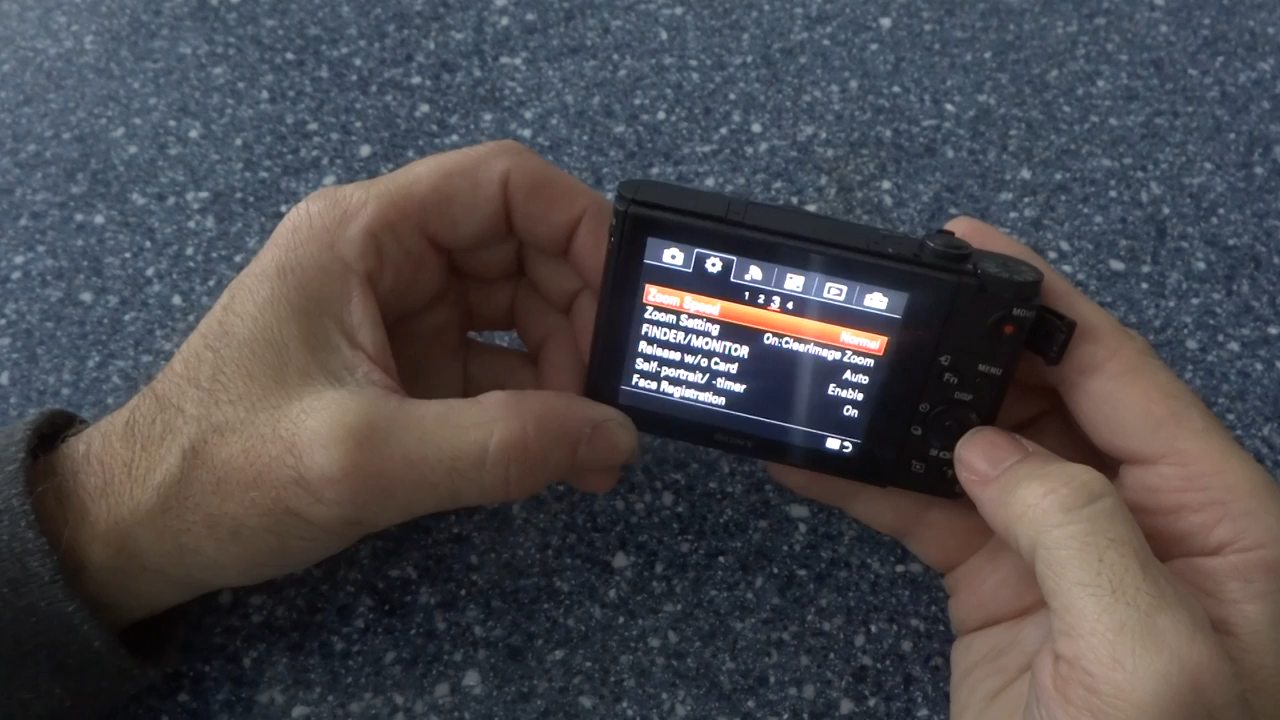 MOVIE
1 2 3 4
Zoom Speed Normal
Zoom Setting On:ClearImage Zoom
FINDER/MONITOR Auto
Release w/o Card Enable
Self-portrait/ -timer On
Face Registration
MENU
Fn
DISP
SONY